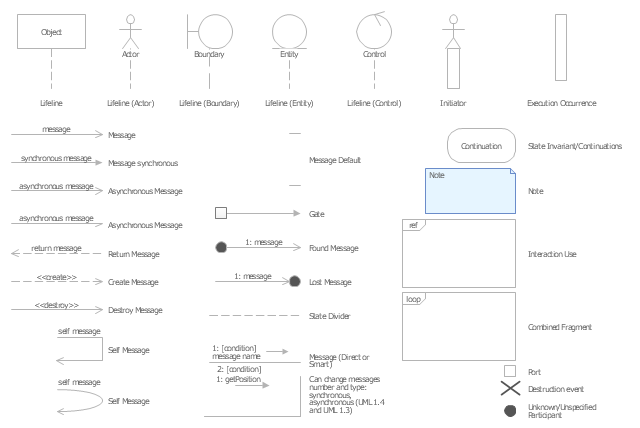 Object
Actor
Boundary
Entity
Control
Lifeline
Lifeline (Actor)
Lifeline (Boundary)
Lifeline (Entity)
Lifeline (Control)
Initiator
Execution Occurrence
message
Message
synchronous message
Message synchronous
asynchronous message
Asynchronous Message
asynchronous message
Asynchronous Message
return message
Return Message
<<create>>
Create Message
<<destroy>>
Destroy Message
self message
Self Message
self message
Self Message
Message Default
Gate
1: message
Found Message
1: message
Lost Message
State Divider
1: [condition]
message name
Message (Direct or
Smart)
2: [condition]
1: getPosition
Can change messages
number and type:
synchronous,
asynchronous (UML 1.4
and UML 1.3)
Continuation
State Invariant/Continuations
Note
Note
ref
Interaction Use
loop
Combined Fragment
Port
Destruction event
Unknown/Unspecified
Participant